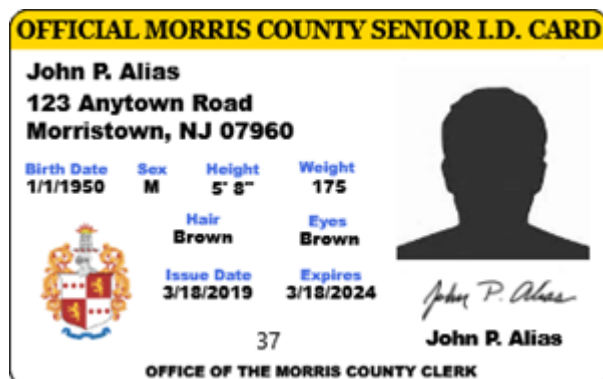 OFFICIAL MORRIS COUNTY SENIOR I.D. CARD
John P. Alias
123 Anytown Road
Morristown, NJ 07960
Birth Date Sex Height Weight
1/1/1950 M 5' 8" 175
Hair Eyes
Brown Brown
Issue Date Expires
3/18/2019 3/18/2024
John P. Alias
37
John P. Alias
OFFICE OF THE MORRIS COUNTY CLERK